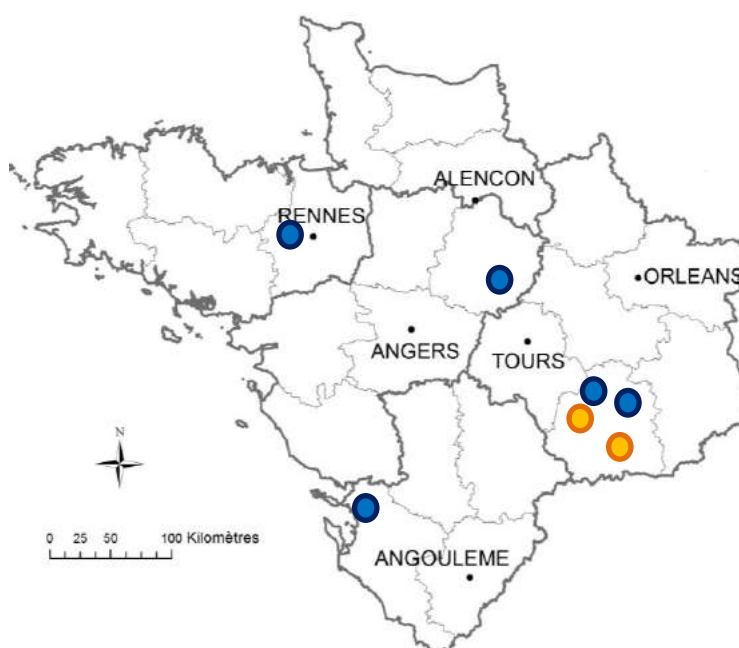 ALENCON
RENNES
ORLEANS
ANGERS
TOURS
N
0 25 50 100 Kilomètres
ANGOULEME